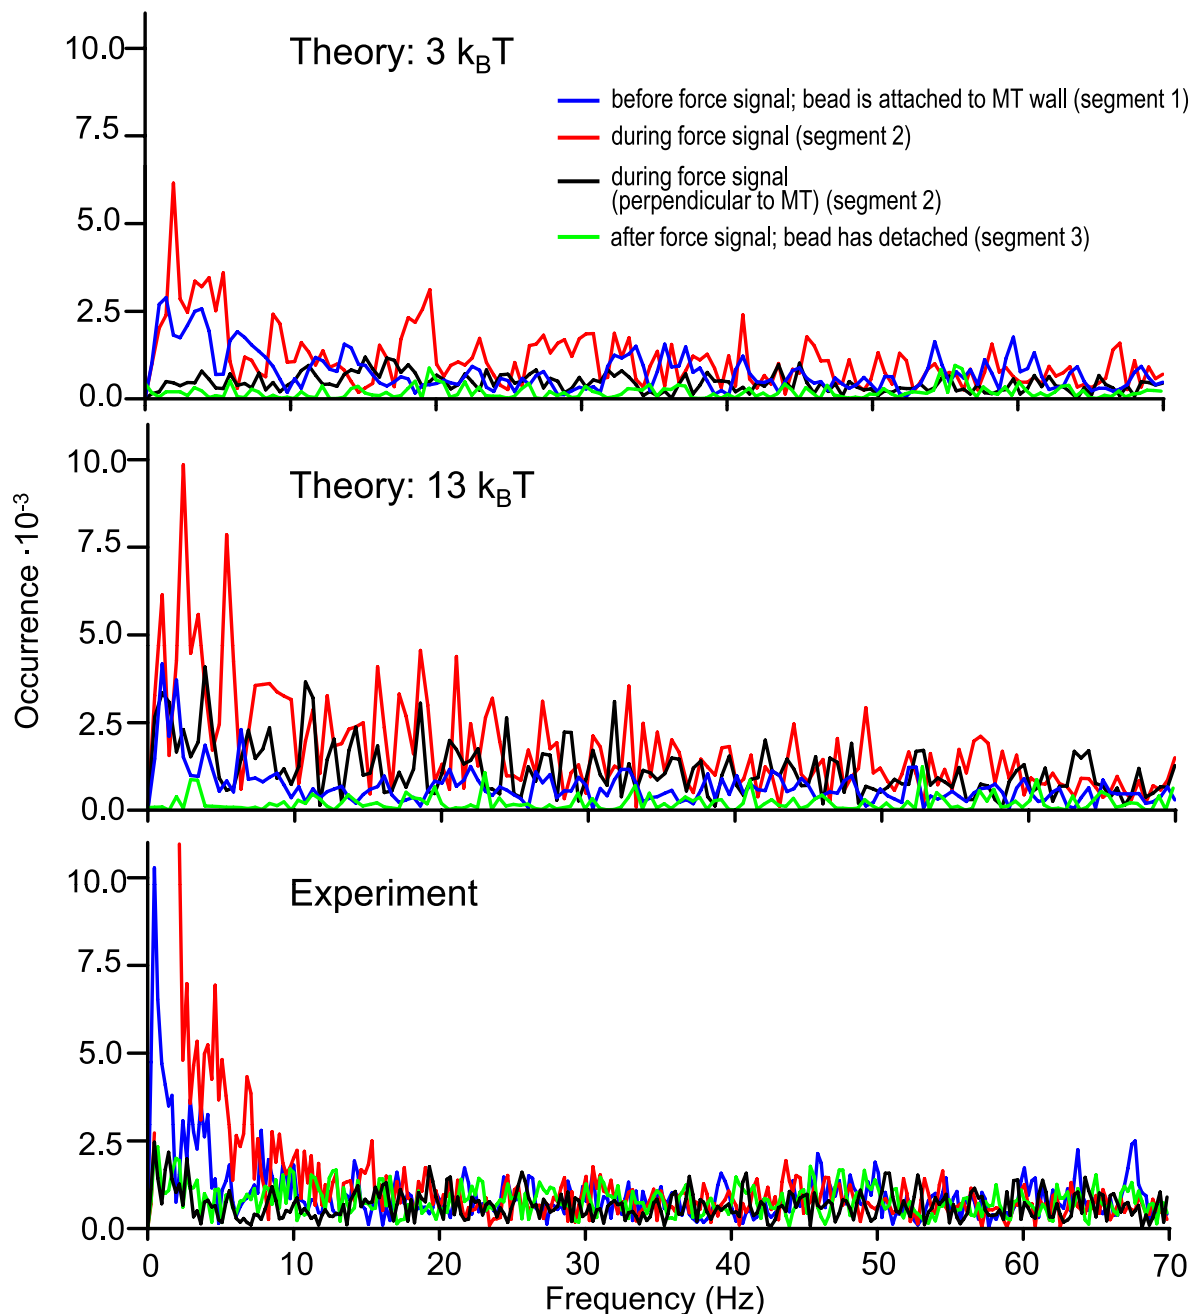 Theory: 3 kBT
10.0
7.5
5.0
2.5
0.0
before force signal; bead is attached to MT wall (segment 1)
during force signal (segment 2)
during force signal
(perpendicular to MT) (segment 2)
after force signal; bead has detached (segment 3)
Theory: 13 kBT
10.0
7.5
5.0
2.5
0.0
Occurrence ·10-3
Experiment
10.0
7.5
5.0
2.5
0.0
0 10 20 30 40 50 60 70
Frequency (Hz)